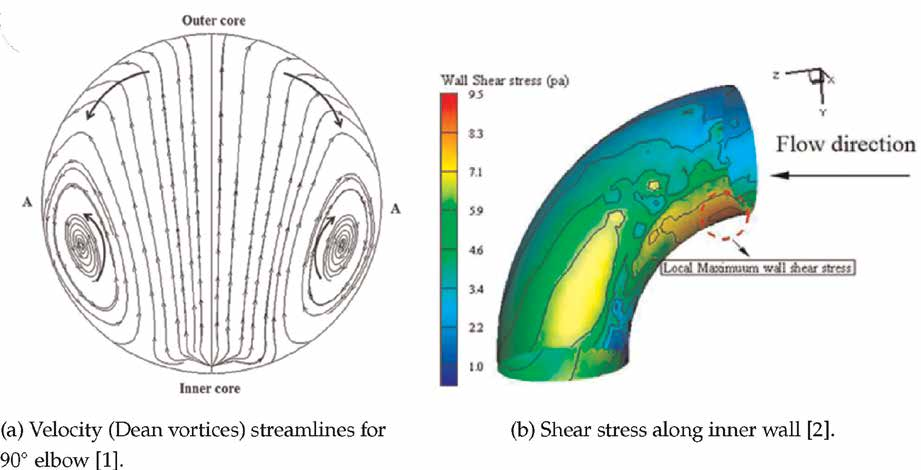 Outer core
A
A
Inner core
(a) Velocity (Dean vortices) streamlines for
90° elbow [1].
Wall Shear stress (pa)
9.5
8.3
7.1
5.9
4.6
3.4
2.2
1.0
Z
X
Y
Flow direction
Local Maximuum wall shear stress
(b) Shear stress along inner wall [2].